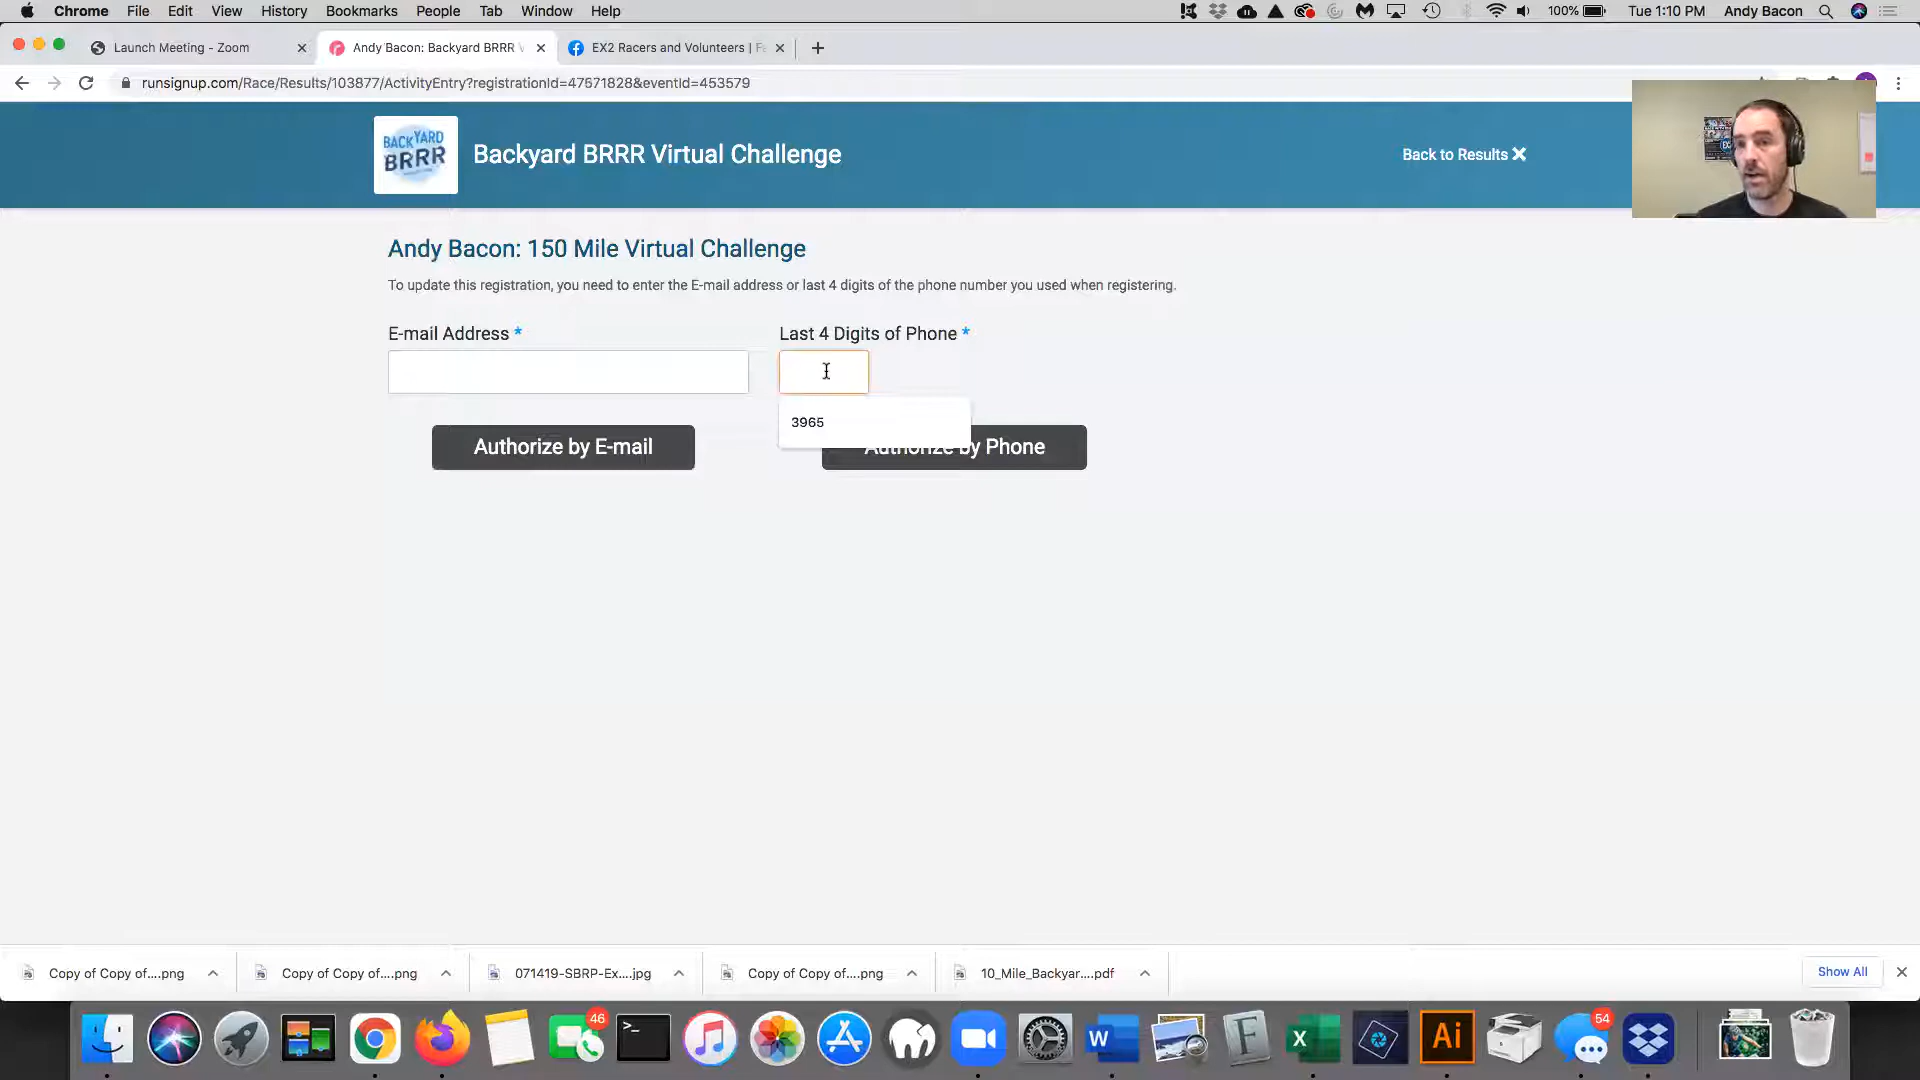 Chrome File Edit View History Bookmarks People Tab Window Help 100% Tue 1:10 PM Andy Bacon
Launch Meeting - Zoom Andy Bacon: Backyard BRRR EX2 Racers and Volunteers |
runsignup.com/Race/Results/103877/ActivityEntry?registrationId=47671828&eventId=453579
BACKYARD BRRR
Backyard BRRR Virtual Challenge
Back to Results
Andy Bacon: 150 Mile Virtual Challenge
To update this registration, you need to enter the E-mail address or last 4 digits of the phone number you used when registering.
E-mail Address * Last 4 Digits of Phone *
3965
Authorize by E-mail Authorize by Phone
Copy of Copy of....png Copy of Copy of....png 071419-SBRP-Ex....jpg Copy of Copy of....png 10_Mile_Backyar....pdf Show All
46 54
W X Ai